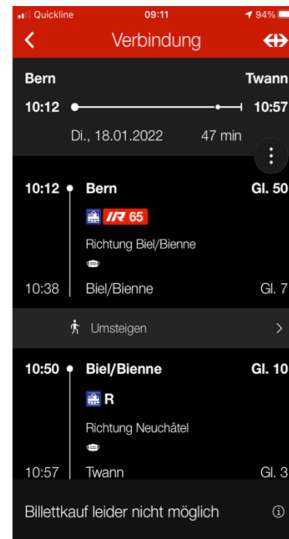 Quickline 09:11 94%
Verbindung
Bern Twann
10:12 10:57
Di., 18.01.2022 47 min
10:12 Bern Gl. 50
IR 65
Richtung Biel/Bienne
10:38 Biel/Bienne Gl. 7
Umsteigen
10:50 Biel/Bienne Gl. 10
R
Richtung Neuchâtel
10:57 Twann Gl. 3
Billettkauf leider nicht möglich